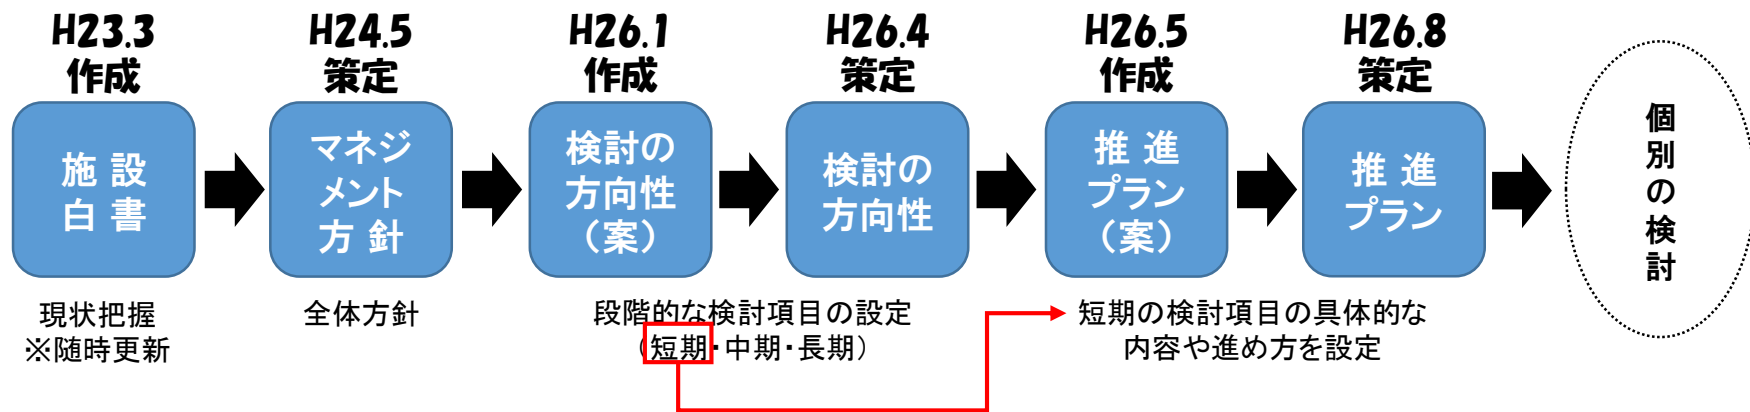 H23.3
作成
施設
白書
現状把握
※随時更新
H24.5
策定
マネジ
メント
方針
全体方針
H26.1
作成
検討の
方向性
(案)
H26.4
策定
検討の
方向性
段階的な検討項目の設定
(短期・中期・長期)
H26.5
作成
推進
プラン
(案)
H26.8
策定
推進
プラン
短期の検討項目の具体的な
内容や進め方を設定
個別の検討